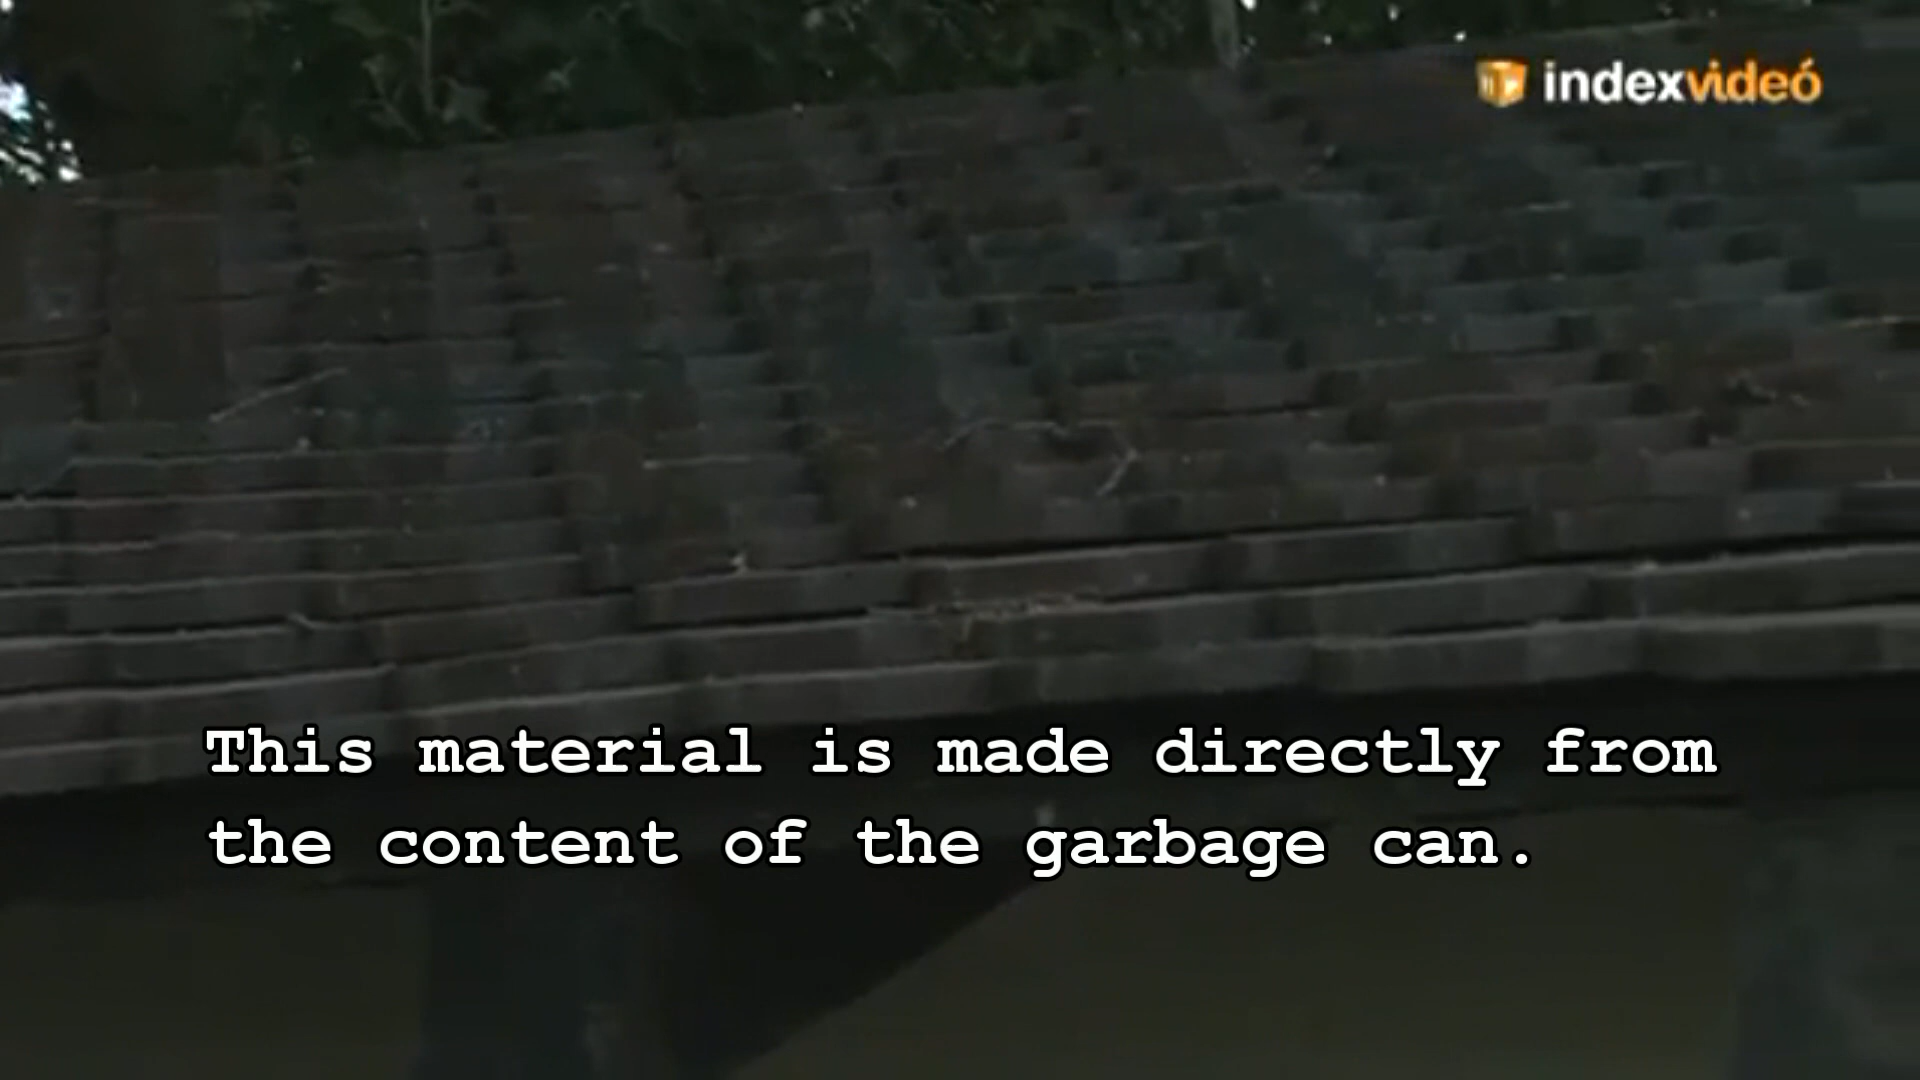 indexvideó
This material is made directly from
the content of the garbage can.